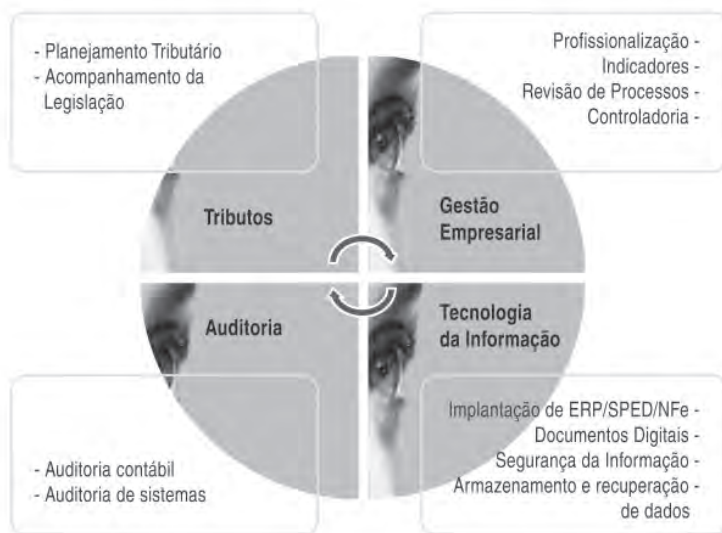 - Planejamento Tributário
- Acompanhamento da
Legislação
Profissionalização -
Indicadores -
Revisão de Processos -
Controladoria -
Tributos
Gestão
Empresarial
Auditoria
Tecnologia
da Informação
- Auditoria contábil
- Auditoria de sistemas
Implantação de ERP/SPED/NFe -
Documentos Digitais -
Segurança da Informação -
Armazenamento e recuperação -
de dados